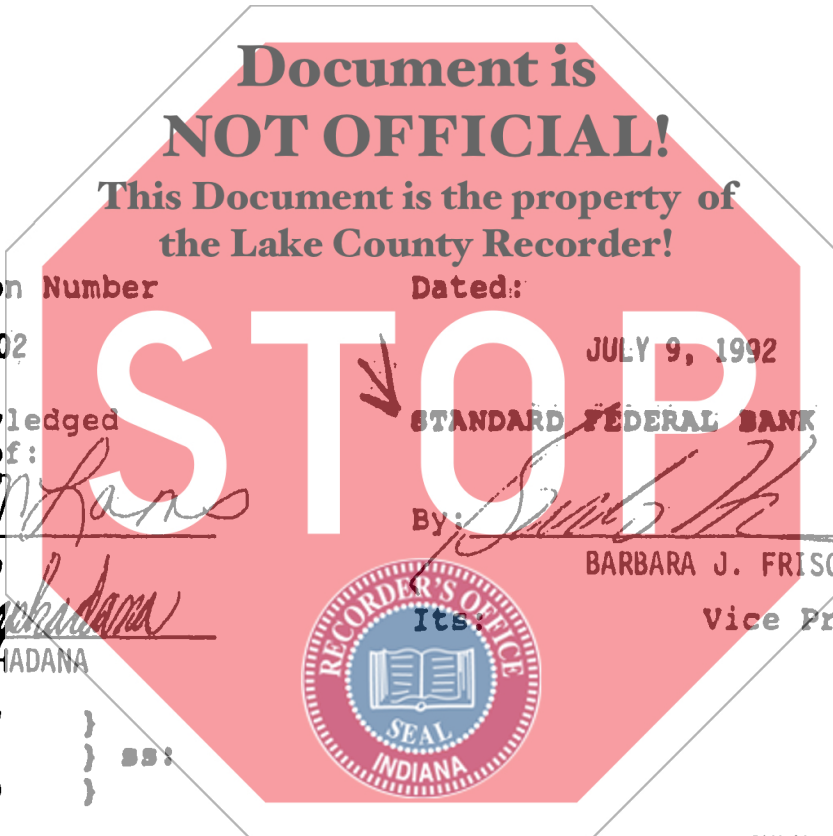 Document is
NOT OFFICIAL!
This Document is the property of
the Lake County Recorder!
n Number Dated:
02 JULY 9, 1992
STOP
ledged STANDARD FEDERAL BANK
f:
By:
BARBARA J. FRISC
Its: Vice Pr
HADANA
RECORDER'S OFFICE
SEAL
INDIANA
}
} ss:
}